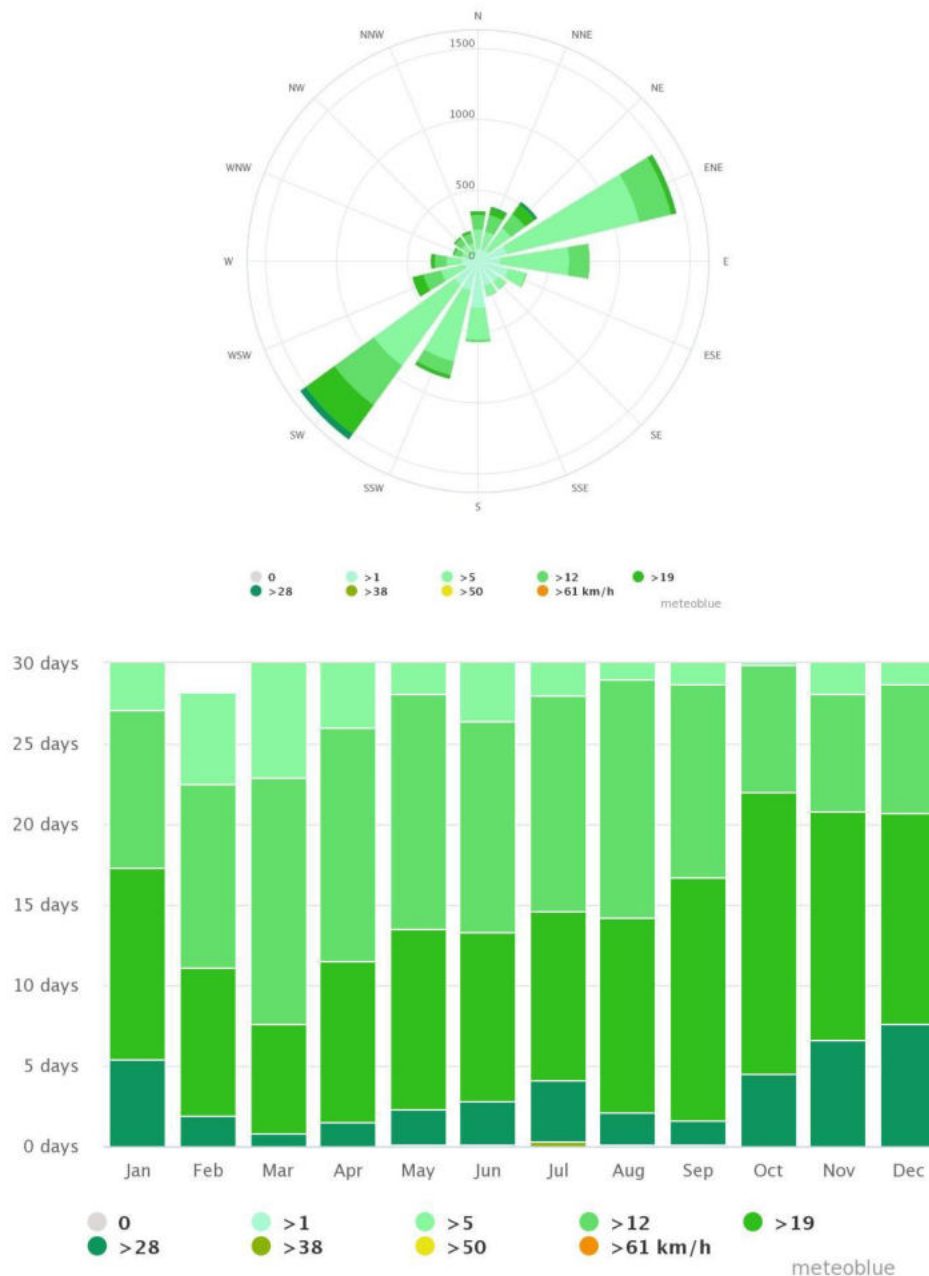 N
NNW NNE
1500
NW NE
1000
WNW ENE
500
0
W E
WSW ESE
SW SE
SSW SSE
S
0 >1 >5 >12 >19
>28 >38 >50 >61 km/h
meteoblue
30 days
25 days
20 days
15 days
10 days
5 days
0 days
Jan Feb Mar Apr May Jun Jul Aug Sep Oct Nov Dec
0 >1 >5 >12 >19
>28 >38 >50 >61 km/h
meteoblue